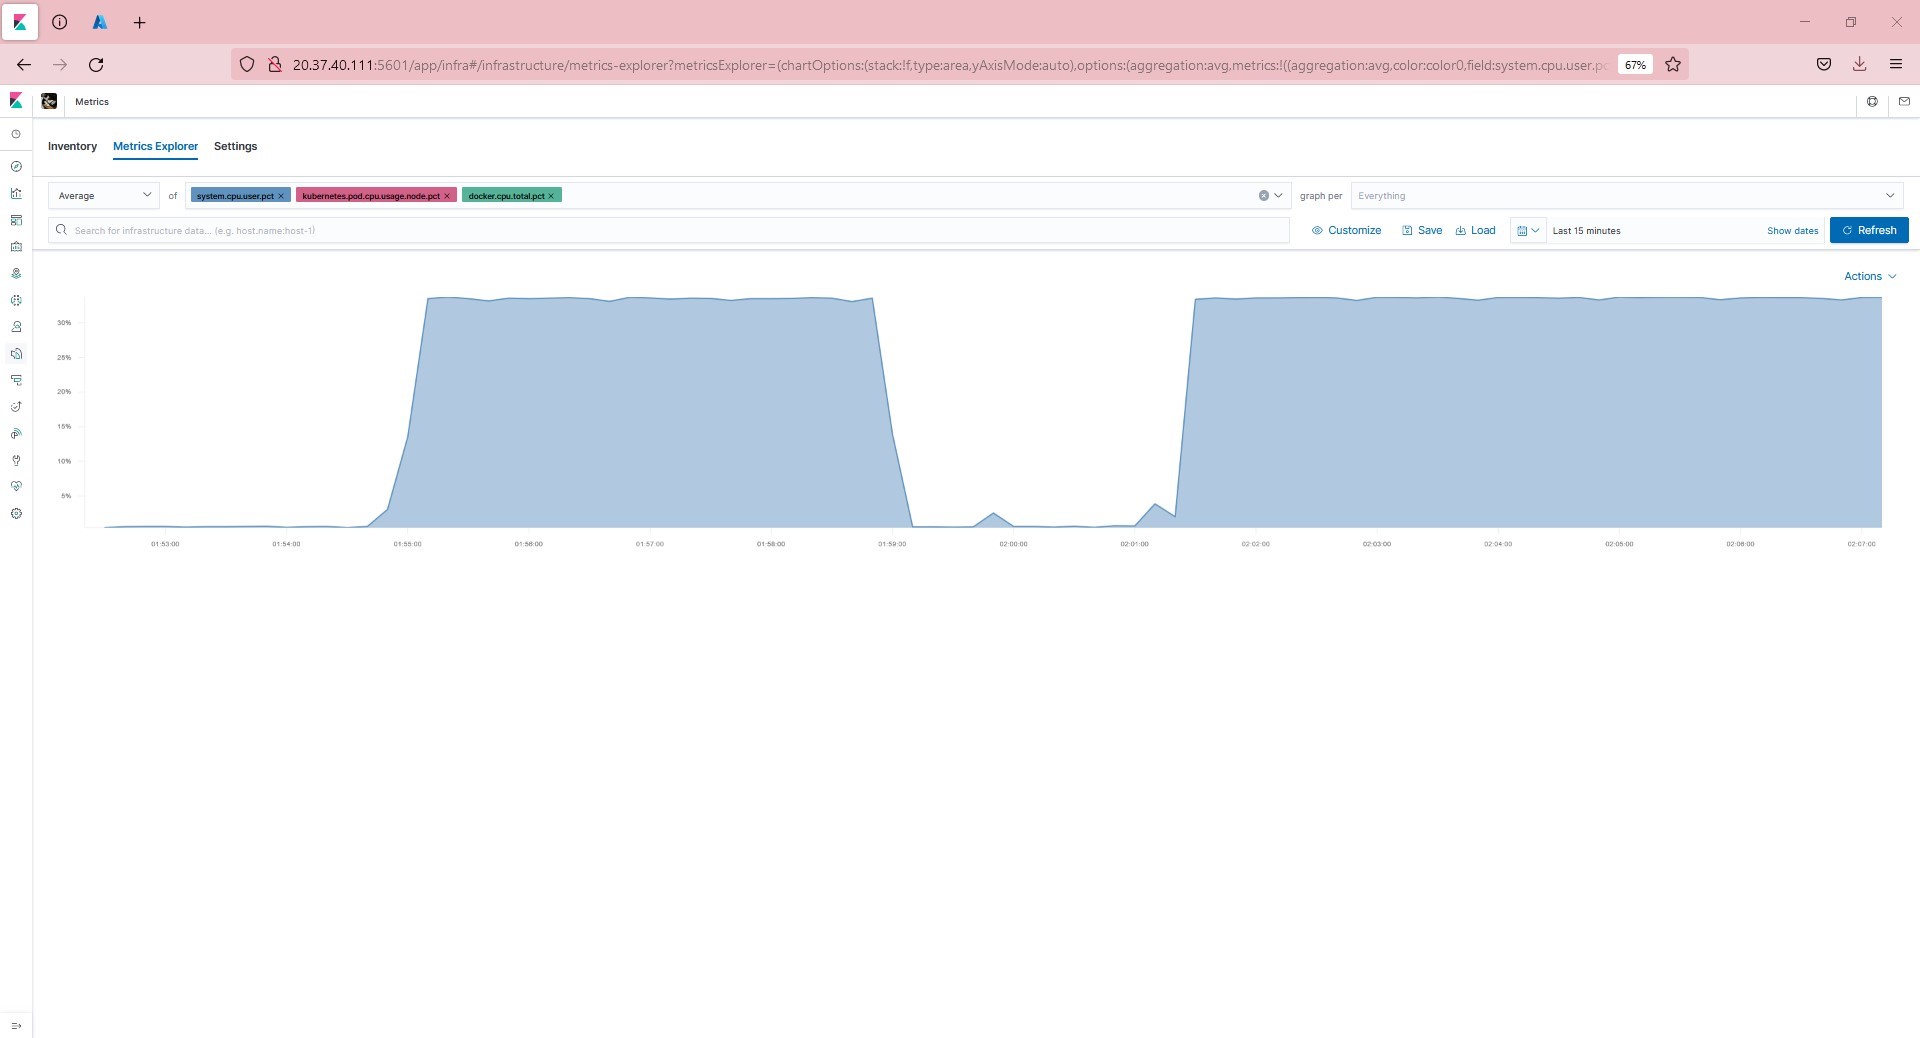 20.37.40.111:5601/app/infra#/infrastructure/metrics-explorer?metricsExplorer=(chartOptions:(stack:!f,type:area,yAxisMode:auto),options:(aggregation:avg,metrics:!((aggregation:avg,color:color0,field:system.cpu.user.pc 67%
Metrics
Inventory Metrics Explorer Settings
Average of system.cpu.user.pct kubernetes.pod.cpu.usage.node.pct docker.cpu.total.pct graph per Everything
Search for infrastructure data... (e.g. host.name:host-1) Customize Save Load Last 15 minutes Show dates Refresh
Actions
30%
25%
20%
15%
10%
5%
01:53:00 01:54:00 01:55:00 01:56:00 01:57:00 01:58:00 01:59:00 02:00:00 02:01:00 02:02:00 02:03:00 02:04:00 02:05:00 02:06:00 02:07:00